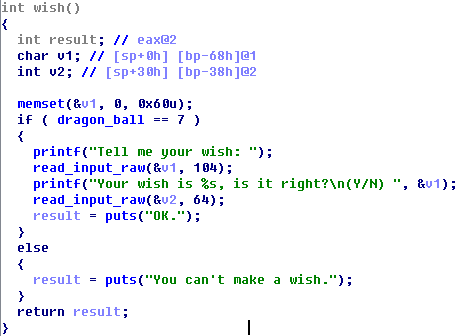 int wish()
{
  int result; // eax@2
  char v1; // [sp+0h] [bp-68h]@1
  int v2; // [sp+30h] [bp-38h]@2

  memset(&v1, 0, 0x60u);
  if ( dragon_ball == 7 )
  {
    printf("Tell me your wish: ");
    read_input_raw(&v1, 104);
    printf("Your wish is %s, is it right?\n(Y/N) ", &v1);
    read_input_raw(&v2, 64);
    result = puts("OK.");
  }
  else
  {
    result = puts("You can't make a wish.");
  }
  return result;
}